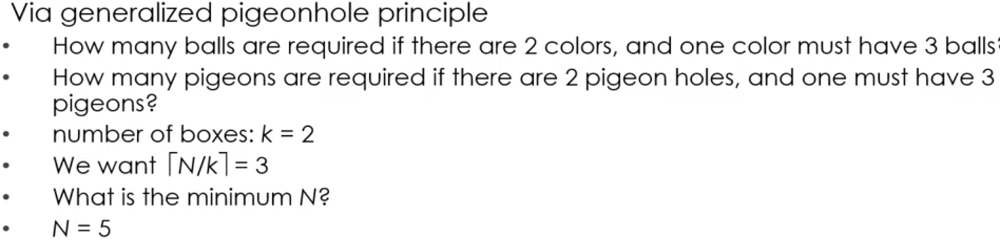 Via generalized pigeonhole principle
• How many balls are required if there are 2 colors, and one color must have 3 balls?
• How many pigeons are required if there are 2 pigeon holes, and one must have 3
pigeons?
• number of boxes: k = 2
• We want ⌈N/k⌉ = 3
• What is the minimum N?
• N = 5